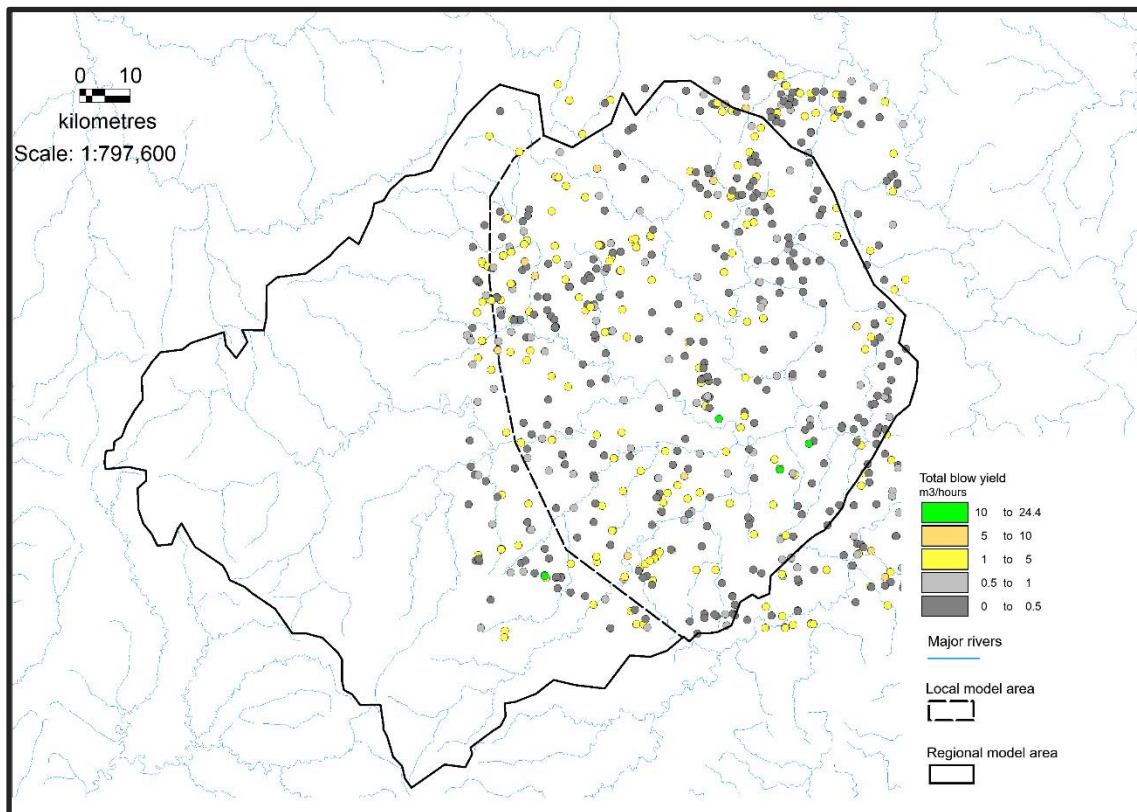 0 10
kilometres
Scale: 1:797,600
Total blow yield
m3/hours
10 to 24.4
5 to 10
1 to 5
0.5 to 1
0 to 0.5
Major rivers
Local model area
Regional model area